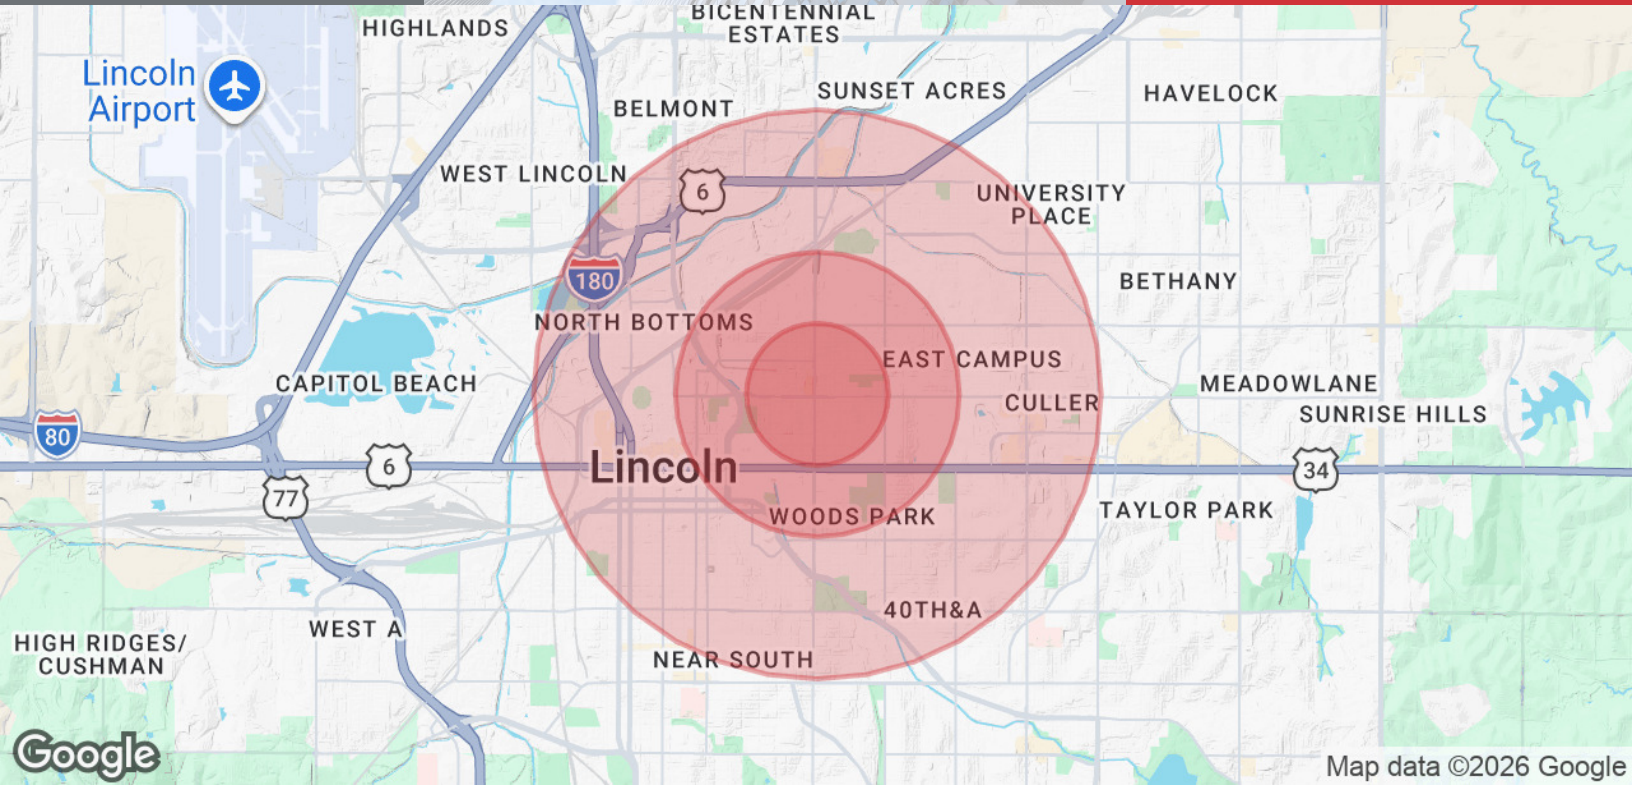 BICENTENNIAL
ESTATES
HIGHLANDS
Lincoln
Airport
SUNSET ACRES
HAVELOCK
BELMONT
WEST LINCOLN
6
UNIVERSITY
PLACE
180
BETHANY
NORTH BOTTOMS
EAST CAMPUS
CAPITOL BEACH
MEADOWLANE
CULLER
SUNRISE HILLS
80
6
Lincoln
34
77
WOODS PARK
TAYLOR PARK
40TH&A
WEST A
HIGH RIDGES/
CUSHMAN
NEAR SOUTH
Google
Map data ©2026 Google